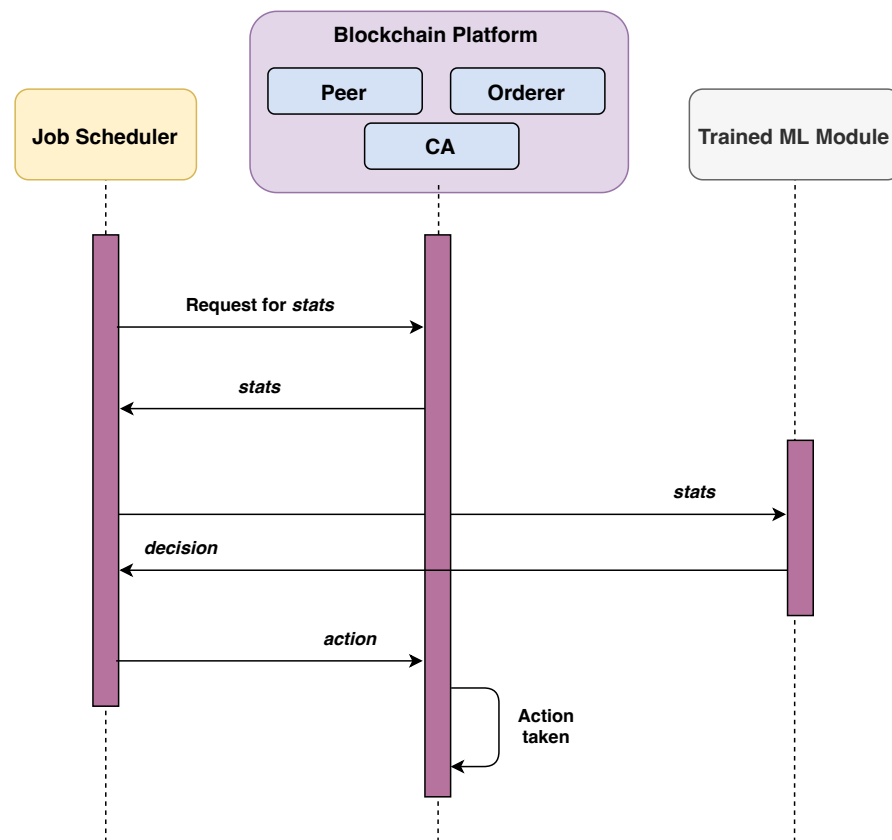 Blockchain Platform
Peer
Orderer
CA
Job Scheduler
Trained ML Module
Request for stats
stats
stats
decision
action
Action
taken